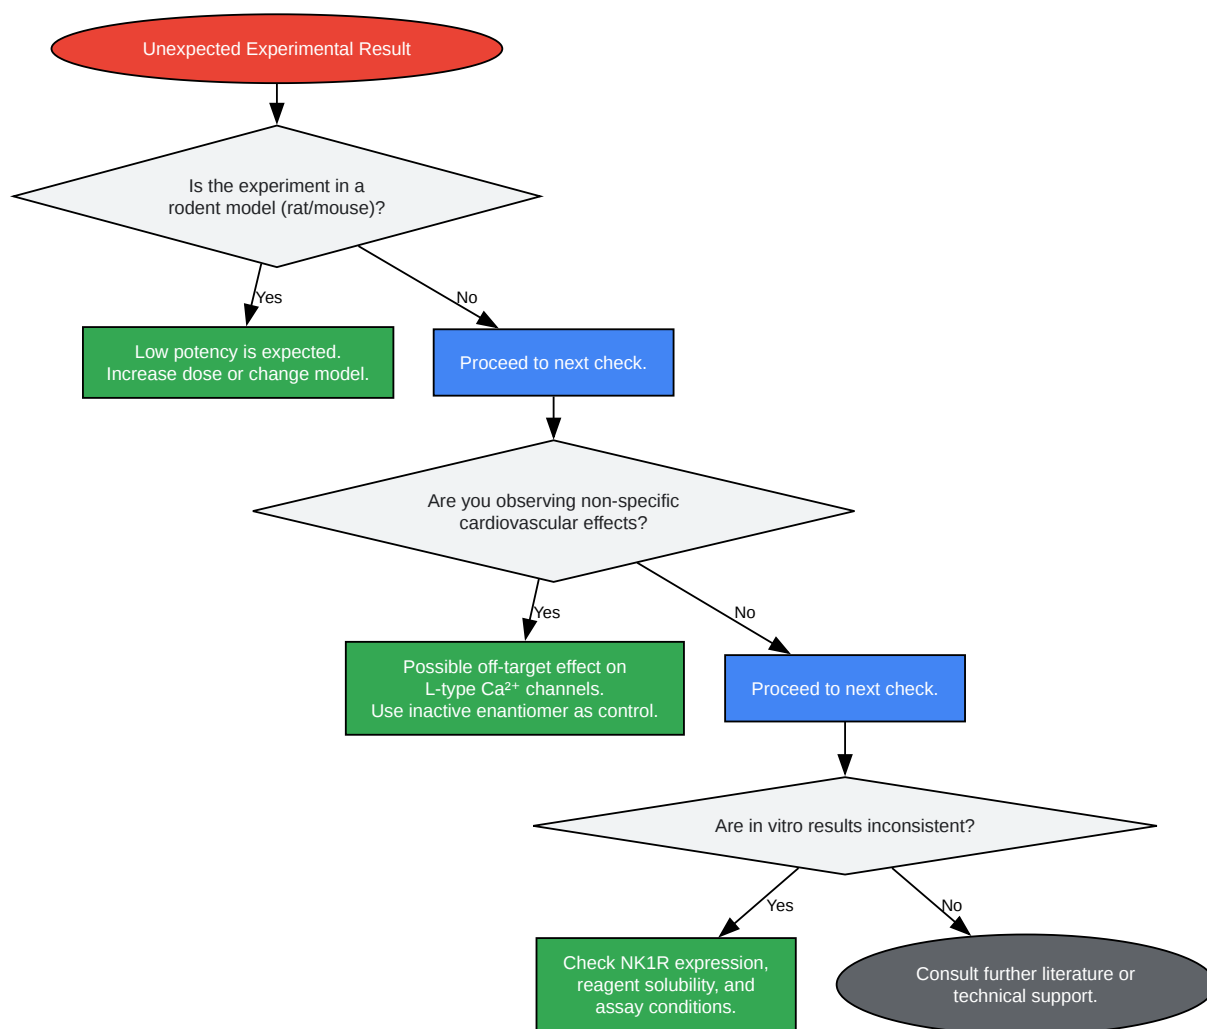 Unexpected Experimental Result
Is the experiment in a
rodent model (rat/mouse)?
Yes
No
Low potency is expected.
Increase dose or change model.
Proceed to next check.
Are you observing non-specific
cardiovascular effects?
Yes
No
Possible off-target effect on
L-type Ca²⁺ channels.
Use inactive enantiomer as control.
Proceed to next check.
Are in vitro results inconsistent?
Yes
No
Check NK1R expression,
reagent solubility, and
assay conditions.
Consult further literature or
technical support.